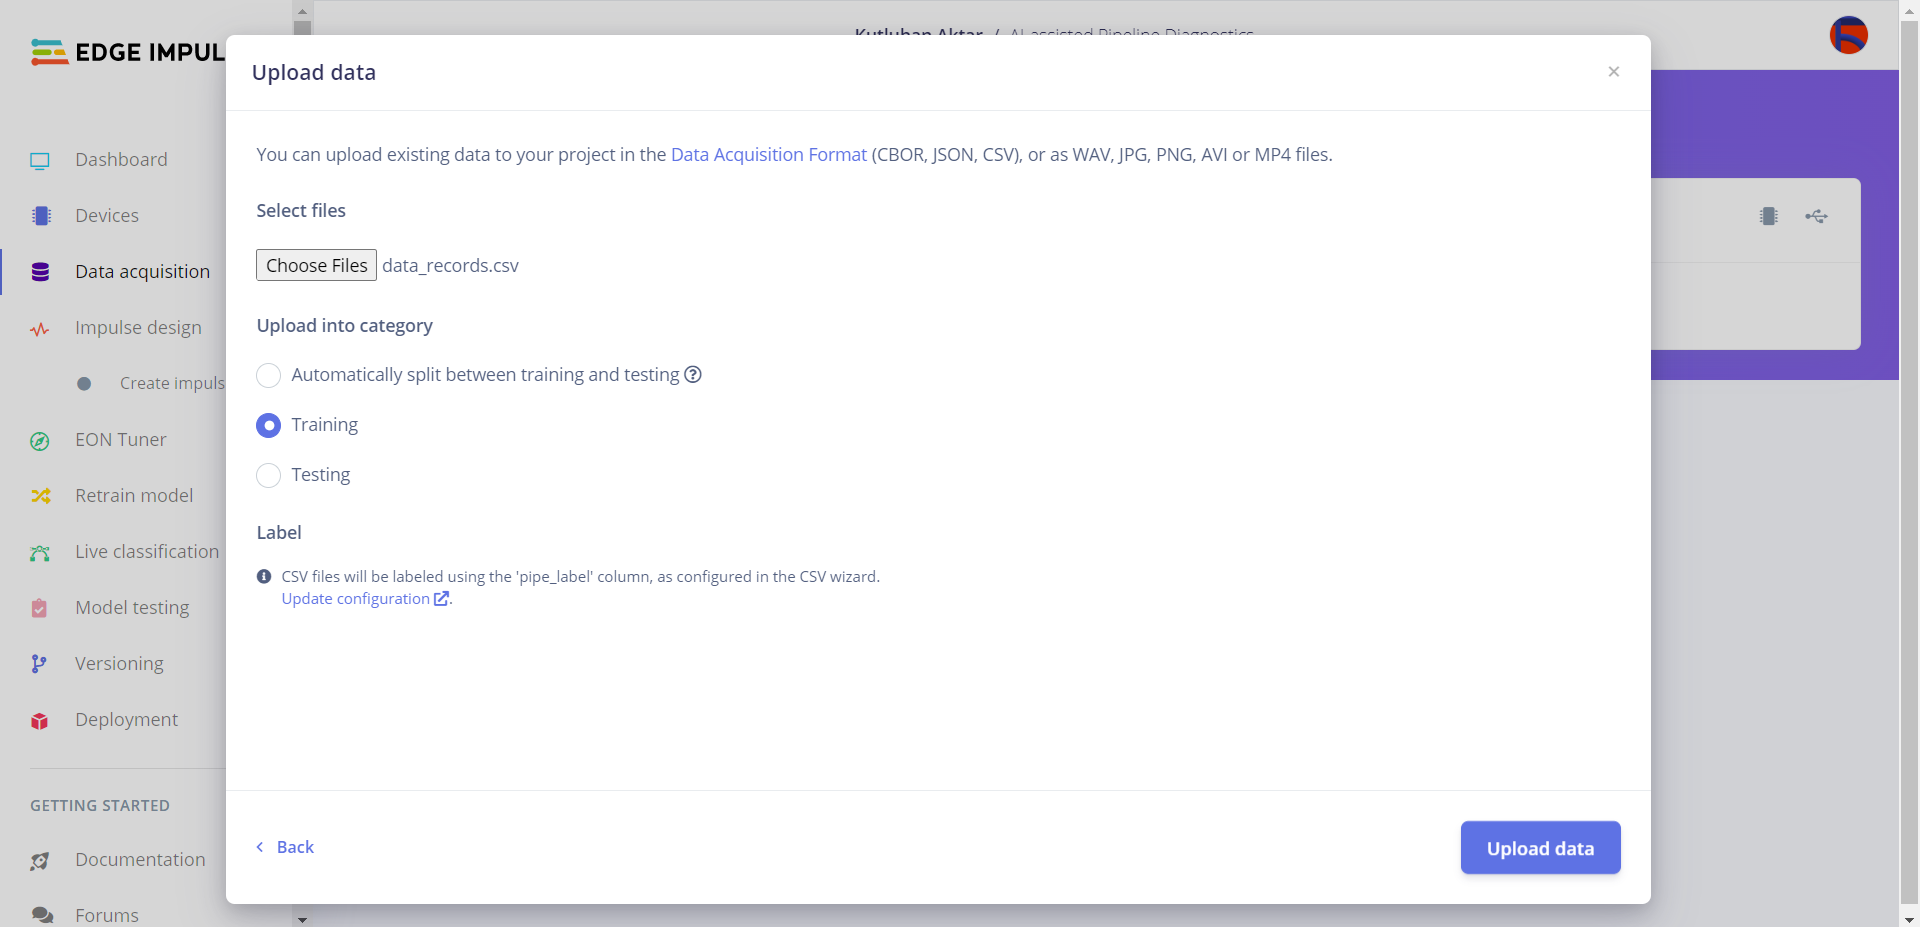 EDGE IMPUL
Kutluhan Aktar / AI-assisted Pipeline Diagnostics
Dashboard
Devices
Data acquisition
Impulse design
Create impuls
EON Tuner
Retrain model
Live classification
Model testing
Versioning
Deployment
GETTING STARTED
Documentation
Forums
Upload data
×
You can upload existing data to your project in the Data Acquisition Format (CBOR, JSON, CSV), or as WAV, JPG, PNG, AVI or MP4 files.
Select files
Choose Files data_records.csv
Upload into category
Automatically split between training and testing
Training
Testing
Label
CSV files will be labeled using the 'pipe_label' column, as configured in the CSV wizard.
Update configuration.
Back
Upload data